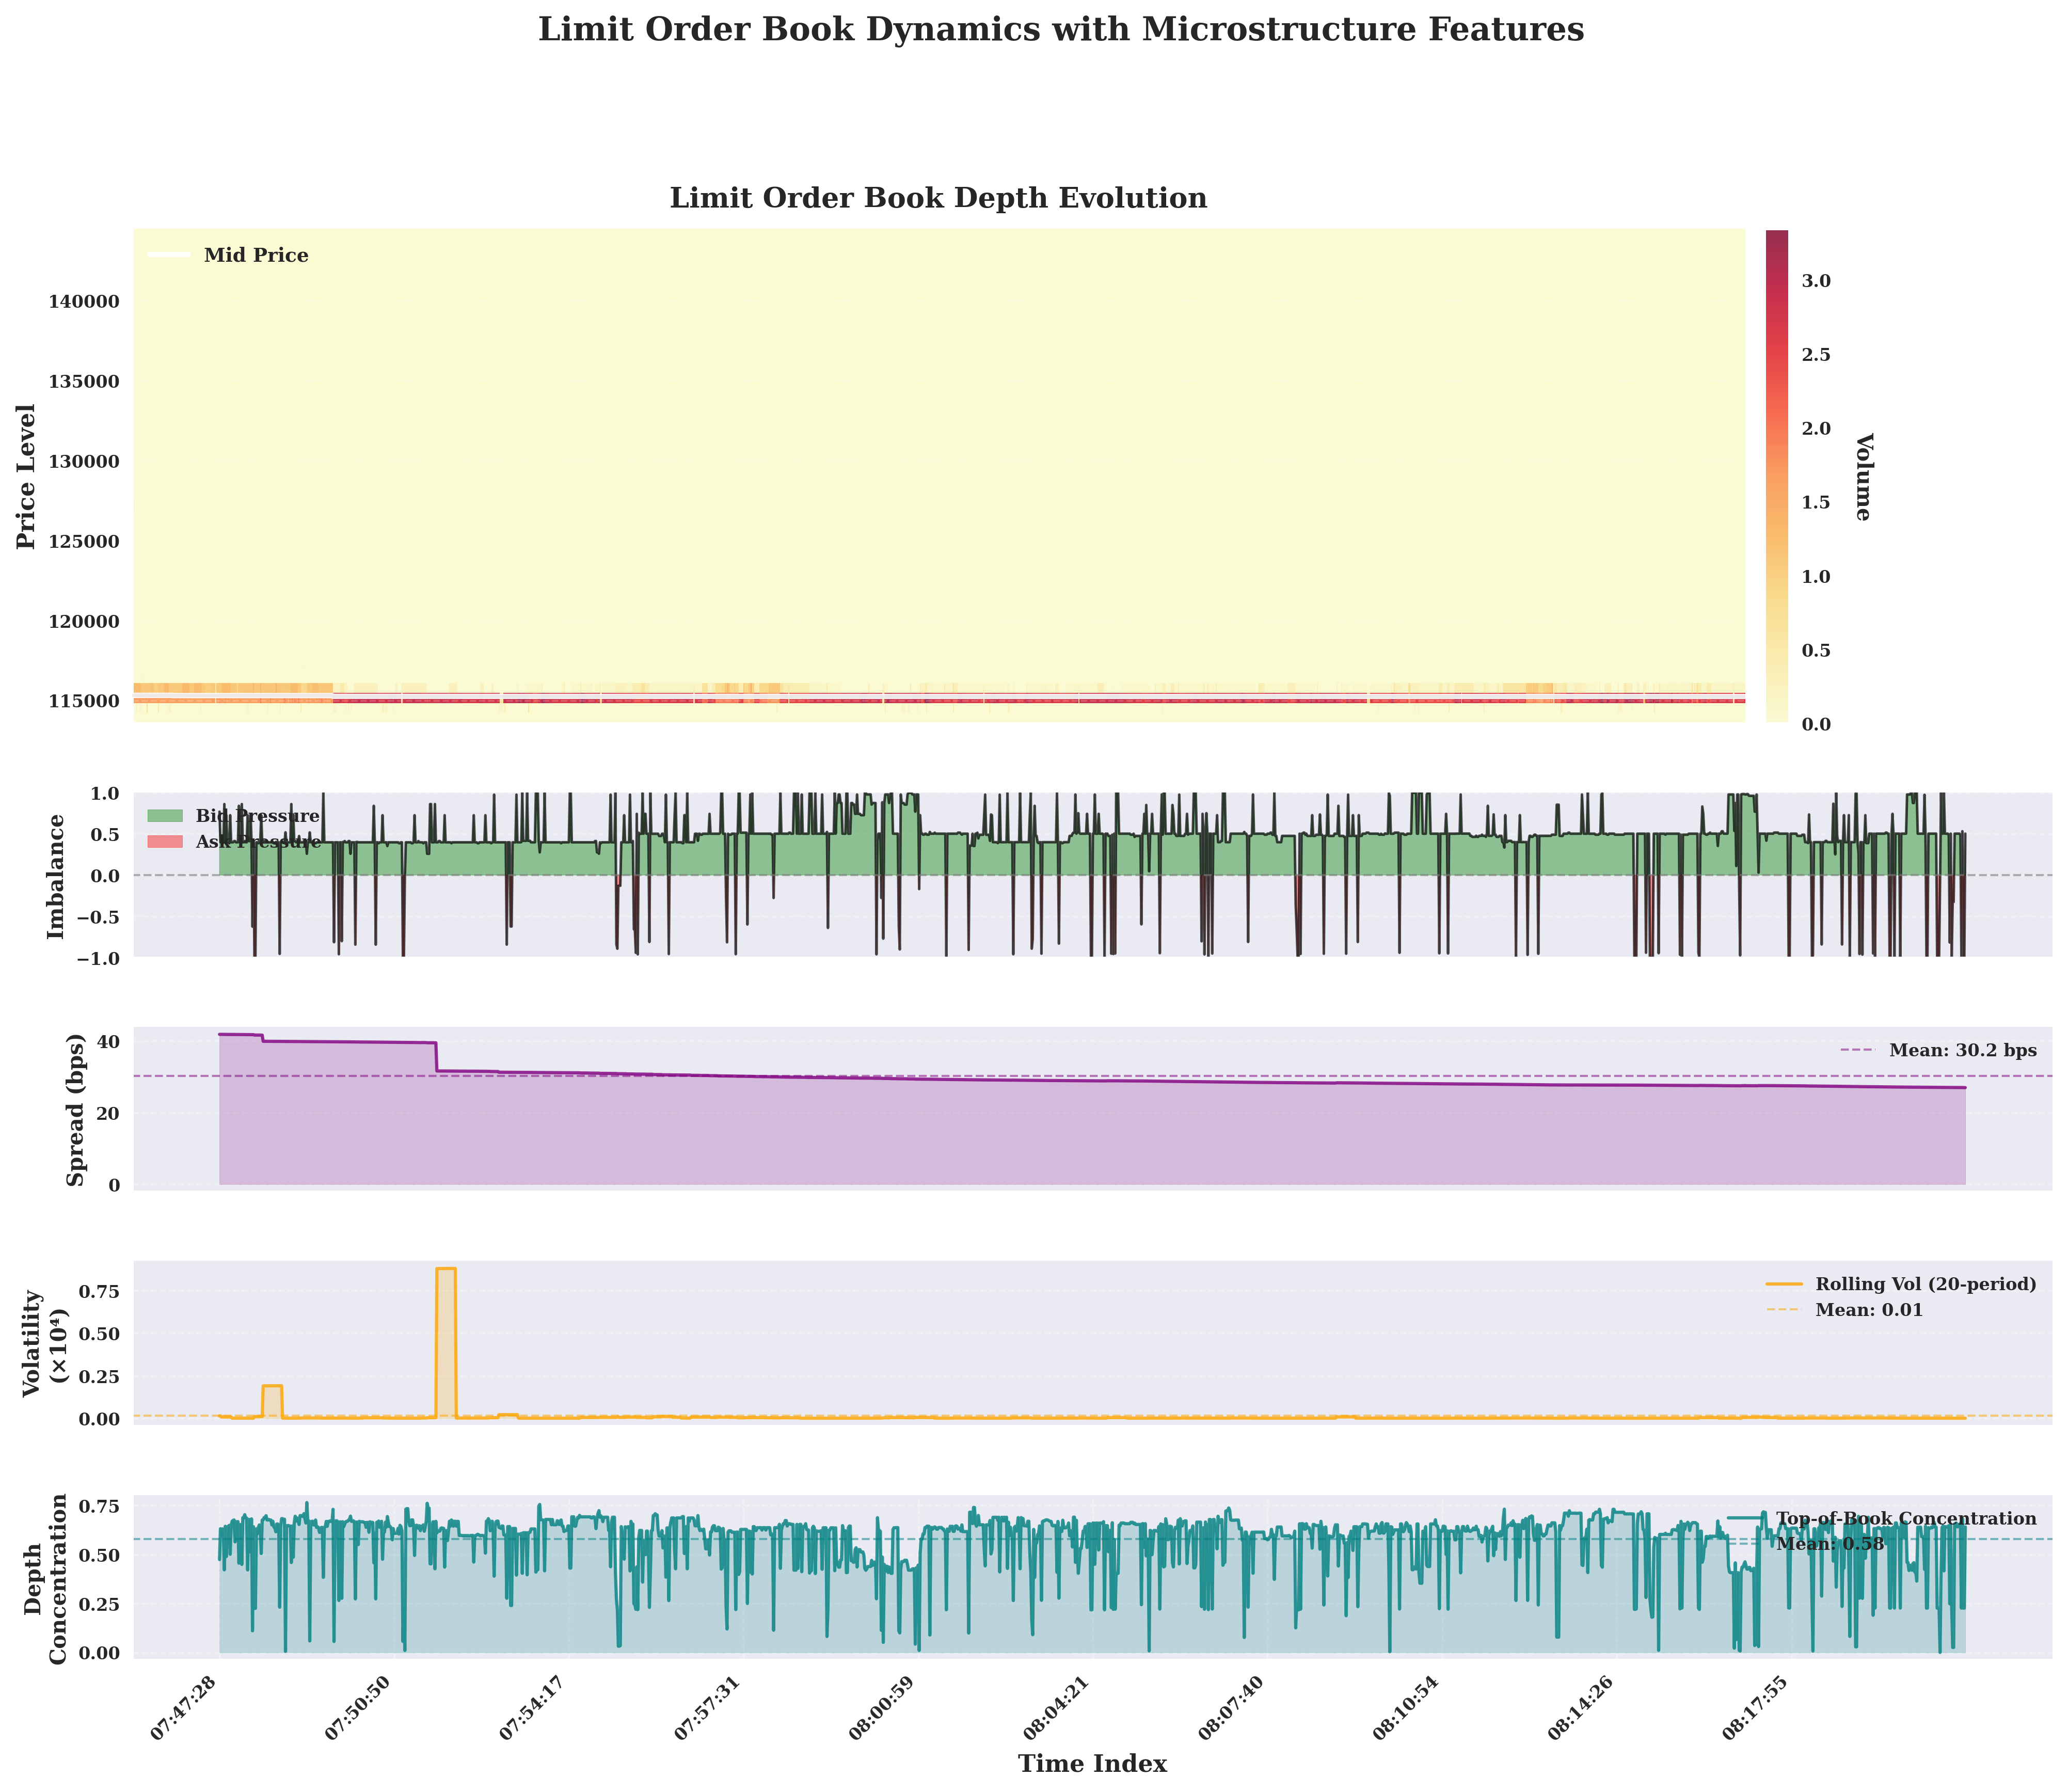 Limit Order Book Dynamics with Microstructure Features
Limit Order Book Depth Evolution
Mid Price
Price Level
140000
135000
130000
125000
120000
115000
3.0
2.5
2.0
1.5
1.0
0.5
0.0
Volume
Imbalance
1.0
0.5
0.0
−0.5
−1.0
Bid Pressure
Ask Pressure
Spread (bps)
40
20
0
Mean: 30.2 bps
Volatility
(×10⁴)
0.75
0.50
0.25
0.00
Rolling Vol (20-period)
Mean: 0.01
Depth
Concentration
0.75
0.50
0.25
0.00
Top-of-Book Concentration
Mean: 0.58
07:47:28
07:50:50
07:54:17
07:57:31
08:00:59
08:04:21
08:07:40
08:10:54
08:14:26
08:17:55
Time Index